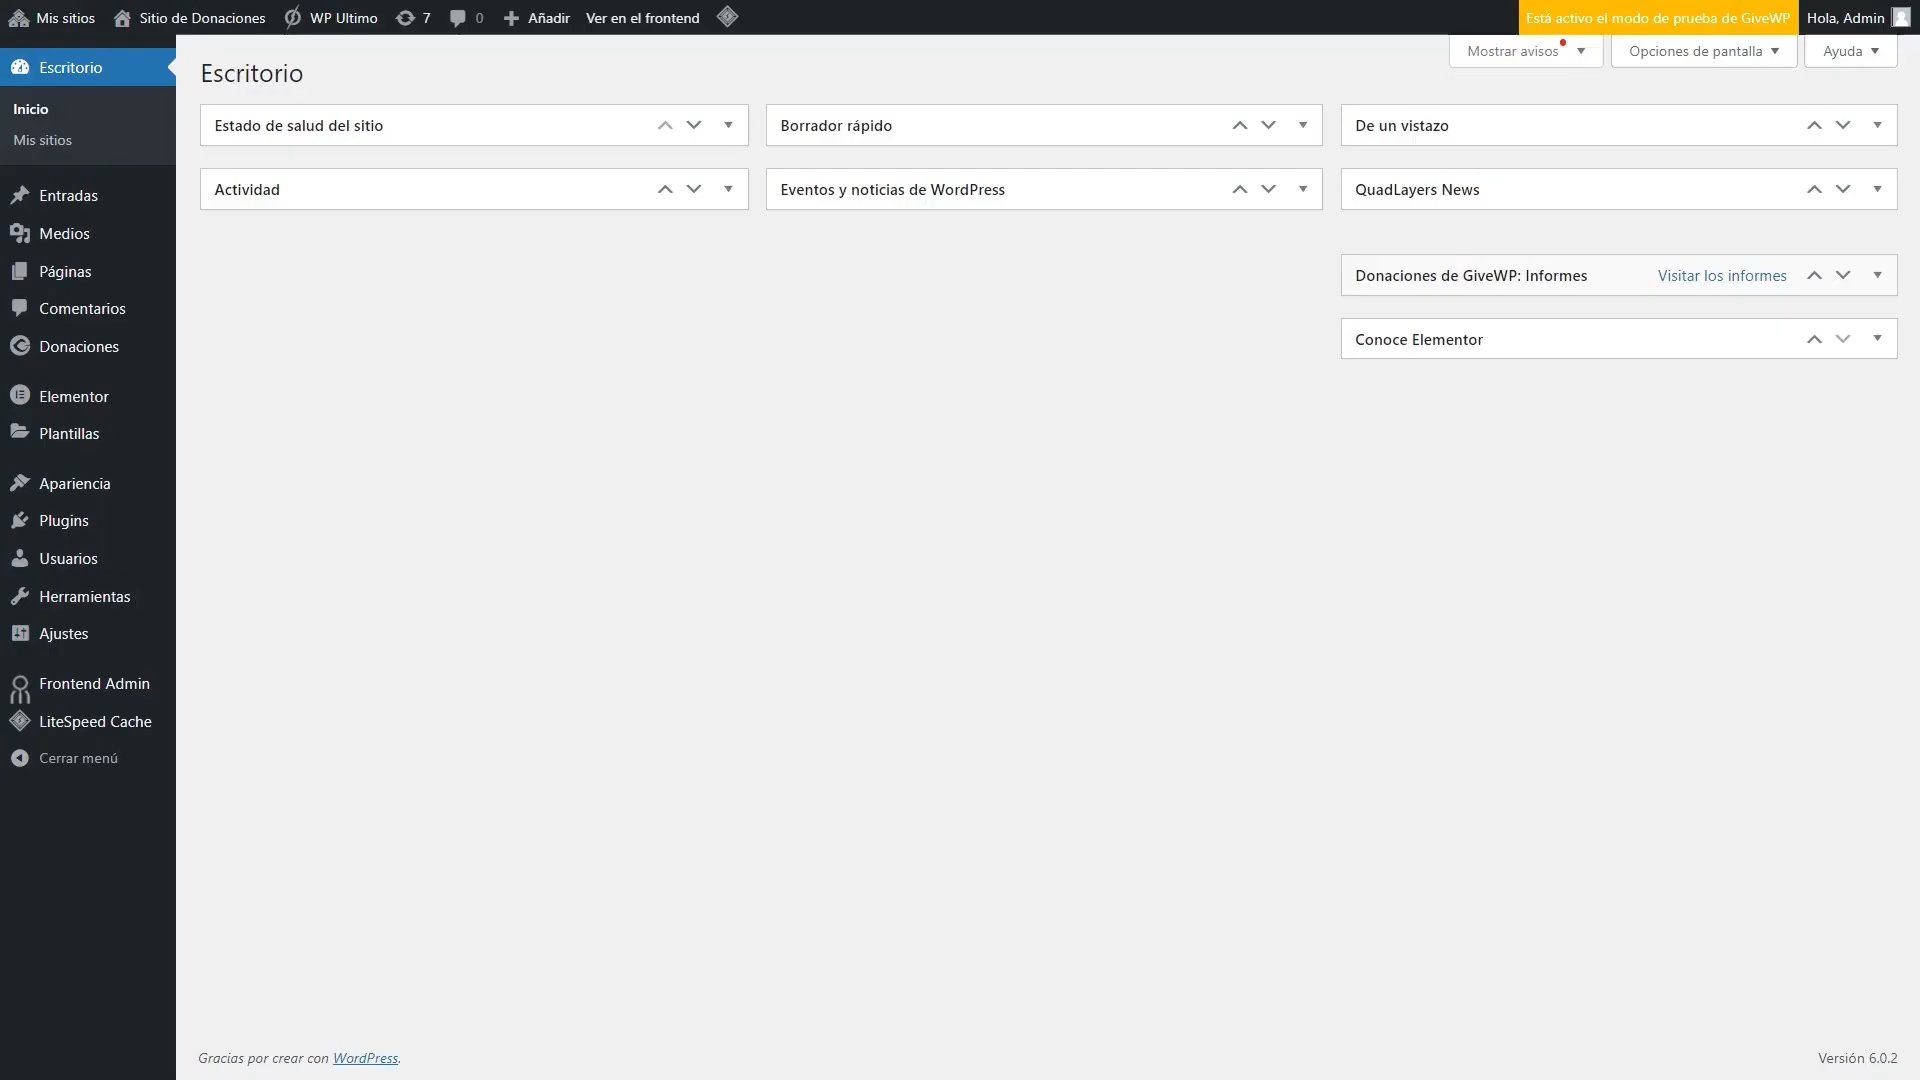 Mis sitios
Sitio de Donaciones
WP Ultimo
7
0
Añadir
Ver en el frontend
Está activo el modo de prueba de GiveWP
Hola, Admin
Mostrar avisos
Opciones de pantalla
Ayuda
Escritorio
Inicio
Mis sitios
Entradas
Medios
Páginas
Comentarios
Donaciones
Elementor
Plantillas
Apariencia
Plugins
Usuarios
Herramientas
Ajustes
Frontend Admin
LiteSpeed Cache
Cerrar menú
Escritorio
Estado de salud del sitio
Borrador rápido
De un vistazo
Actividad
Eventos y noticias de WordPress
QuadLayers News
Donaciones de GiveWP: Informes
Visitar los informes
Conoce Elementor
Gracias por crear con WordPress.
Versión 6.0.2